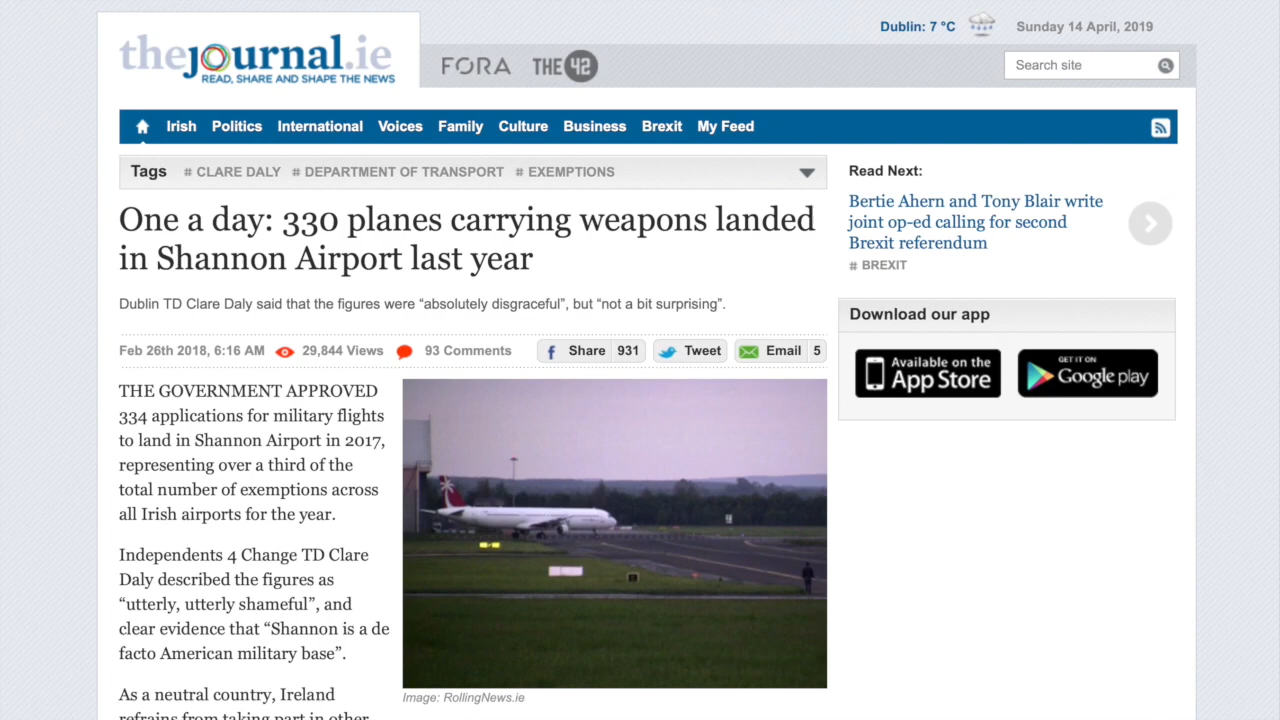 Dublin: 7 °C
Sunday 14 April, 2019
thejournal.ie
READ, SHARE AND SHAPE THE NEWS
FORA
THE 42
Search site
Irish Politics International Voices Family Culture Business Brexit My Feed
Tags # CLARE DALY # DEPARTMENT OF TRANSPORT # EXEMPTIONS
One a day: 330 planes carrying weapons landed
in Shannon Airport last year
Dublin TD Clare Daly said that the figures were “absolutely disgraceful”, but “not a bit surprising”.
Feb 26th 2018, 6:16 AM 29,844 Views 93 Comments f Share 931 Tweet Email 5
THE GOVERNMENT APPROVED
334 applications for military flights
to land in Shannon Airport in 2017,
representing over a third of the
total number of exemptions across
all Irish airports for the year.
Independents 4 Change TD Clare
Daly described the figures as
“utterly, utterly shameful”, and
clear evidence that “Shannon is a de
facto American military base”.
As a neutral country, Ireland
refrains from taking part in other
Image: RollingNews.ie
Read Next:
Bertie Ahern and Tony Blair write
joint op-ed calling for second
Brexit referendum
# BREXIT
Download our app
Available on the
App Store
GET IT ON
Google play